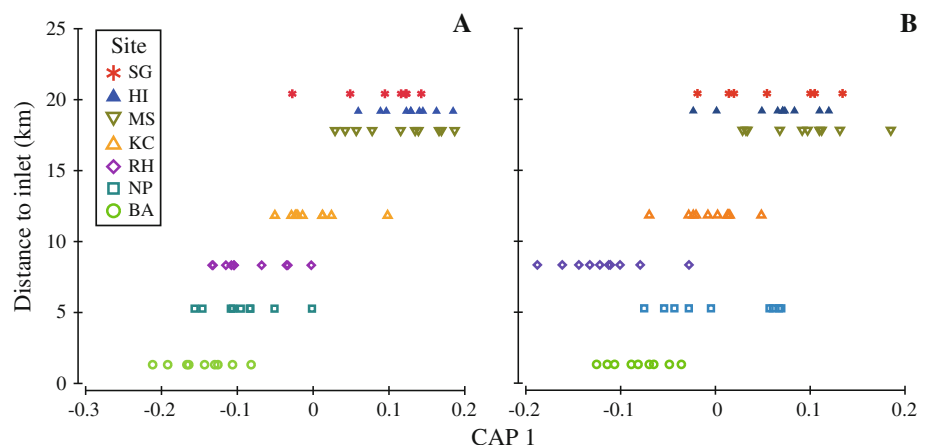 A
B
Distance to inlet (km)
25
20
15
10
5
0
Site
SG
HI
MS
KC
RH
NP
BA
-0.3 -0.2 -0.1 0 0.1 0.2
-0.2 -0.1 0 0.1 0.2
CAP 1